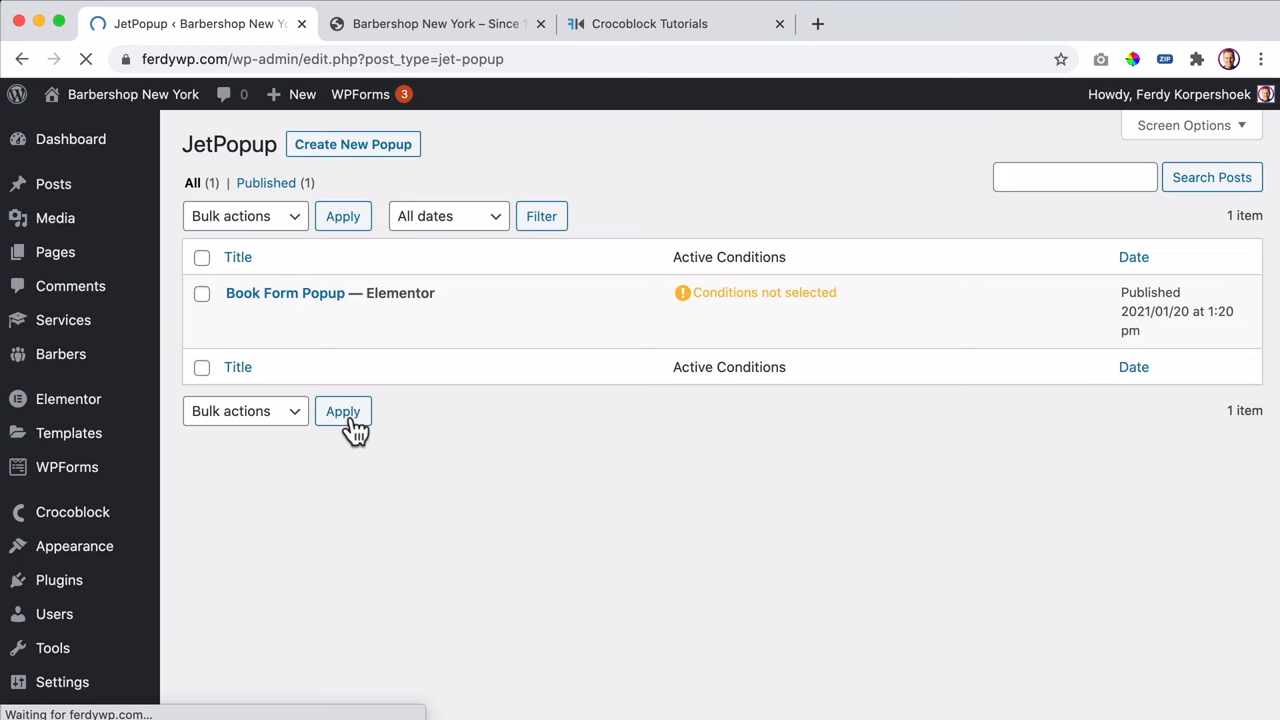 JetPopup ‹ Barbershop New Yo
Barbershop New York – Since 1
Crocoblock Tutorials
ferdywp.com/wp-admin/edit.php?post_type=jet-popup
ZIP
Barbershop New York
0
New
WPForms 3
Howdy, Ferdy Korpershoek
Dashboard
Posts
Media
Pages
Comments
Services
Barbers
Elementor
Templates
WPForms
Crocoblock
Appearance
Plugins
Users
Tools
Settings
Screen Options
JetPopup
Create New Popup
All (1) | Published (1)
Search Posts
Bulk actions
Apply
All dates
Filter
1 item
Title
Active Conditions
Date
Book Form Popup — Elementor
Conditions not selected
Published
2021/01/20 at 1:20
pm
Title
Active Conditions
Date
Bulk actions
Apply
1 item
Waiting for ferdywp.com...